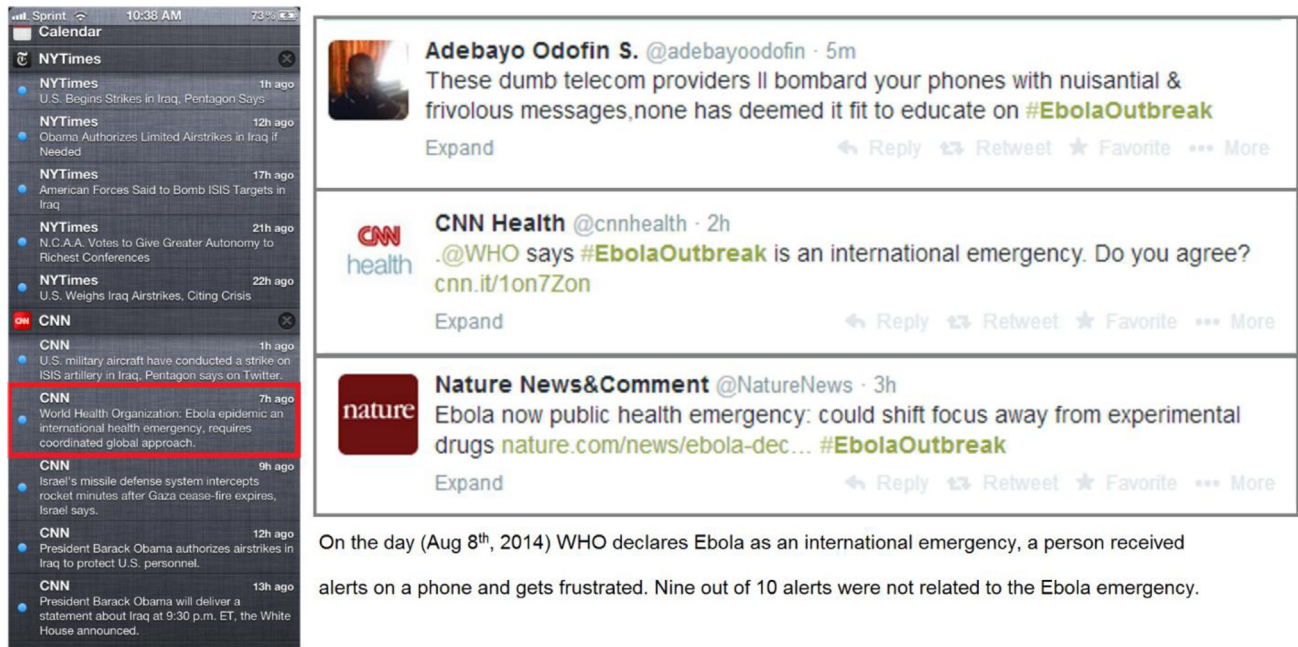 Sprint 10:38 AM 73%
Calendar
NYTimes
NYTimes 1h ago
U.S. Begins Strikes in Iraq, Pentagon Says
NYTimes 12h ago
Obama Authorizes Limited Airstrikes in Iraq if
Needed
NYTimes 17h ago
American Forces Said to Bomb ISIS Targets in
Iraq
NYTimes 21h ago
N.C.A.A. Votes to Give Greater Autonomy to
Richest Conferences
NYTimes 22h ago
U.S. Weighs Iraq Airstrikes, Citing Crisis
CNN CNN
CNN 1h ago
U.S. military aircraft have conducted a strike on
ISIS artillery in Iraq, Pentagon says on Twitter.
CNN 7h ago
World Health Organization: Ebola epidemic an
international health emergency, requires
coordinated global approach.
CNN 9h ago
Israel's missile defense system intercepts
rocket minutes after Gaza cease-fire expires,
Israel says.
CNN 12h ago
President Barack Obama authorizes airstrikes in
Iraq to protect U.S. personnel.
CNN 13h ago
President Barack Obama will deliver a
statement about Iraq at 9:30 p.m. ET, the White
House announced.
Adebayo Odofin S. @adebayoodofin · 5m
These dumb telecom providers ll bombard your phones with nuisantial &
frivolous messages,none has deemed it fit to educate on #EbolaOutbreak
Expand Reply Retweet Favorite ••• More
CNN health
CNN Health @cnnhealth · 2h
.@WHO says #EbolaOutbreak is an international emergency. Do you agree?
cnn.it/1on7Zon
Expand Reply Retweet Favorite ••• More
nature
Nature News&Comment @NatureNews · 3h
Ebola now public health emergency: could shift focus away from experimental
drugs nature.com/news/ebola-dec... #EbolaOutbreak
Expand Reply Retweet Favorite ••• More
On the day (Aug 8th, 2014) WHO declares Ebola as an international emergency, a person received
alerts on a phone and gets frustrated. Nine out of 10 alerts were not related to the Ebola emergency.